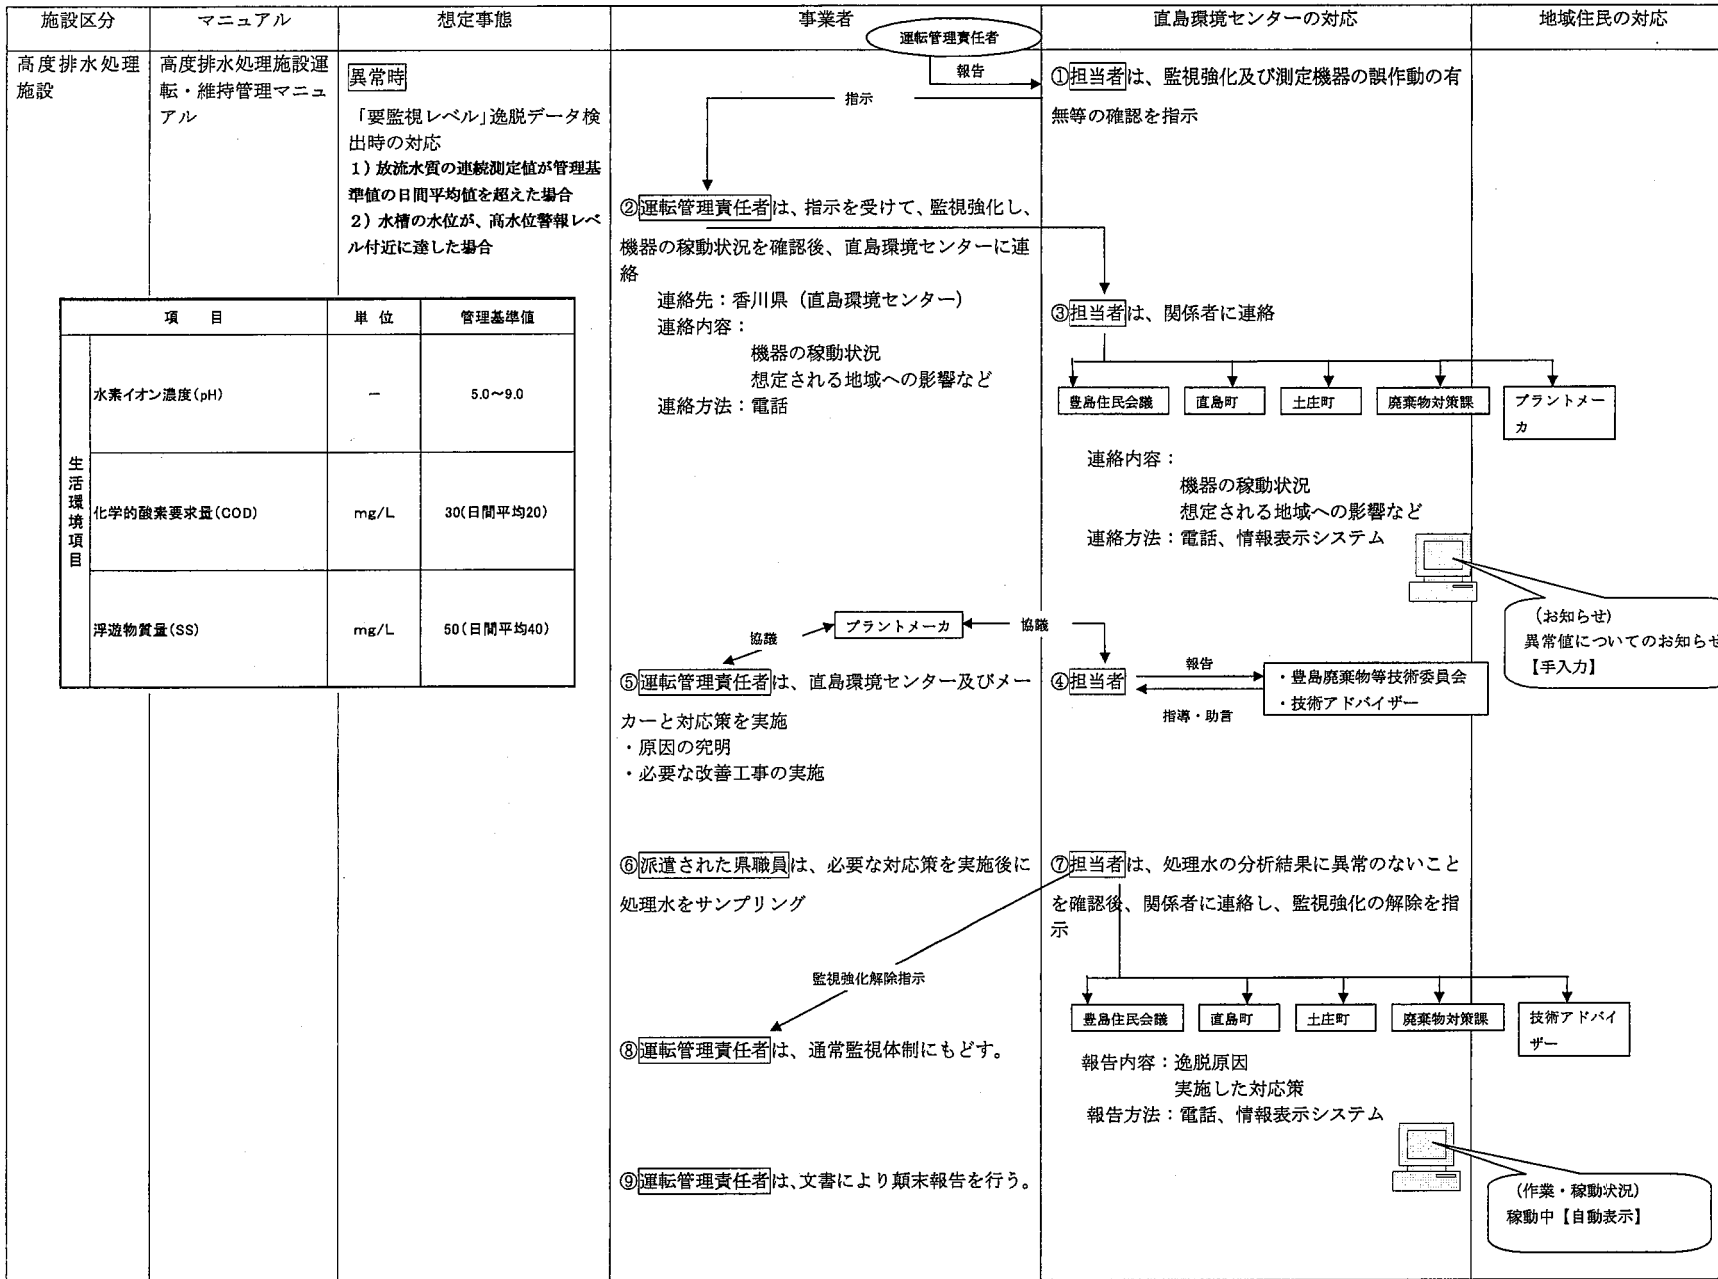 施設区分
マニュアル
想定事態
事業者
直島環境センターの対応
地域住民の対応
運転管理責任者
高度排水処理
施設
高度排水処理施設運
転・維持管理マニュ
アル
異常時
「要監視レベル」逸脱データ検
出時の対応
1）放流水質の連続測定値が管理基
準値の日間平均値を超えた場合
2）水槽の水位が、高水位警報レベ
ル付近に達した場合
報告
指示
①担当者は、監視強化及び測定機器の誤作動の有
無等の確認を指示
②運転管理責任者は、指示を受けて、監視強化し、
機器の稼動状況を確認後、直島環境センターに連
絡
連絡先：香川県（直島環境センター）
連絡内容：
機器の稼動状況
想定される地域への影響など
連絡方法：電話
項　目
単 位
管理基準値
生活環境項目
水素イオン濃度(pH)
－
5.0～9.0
化学的酸素要求量(COD)
mg/L
30(日間平均20)
浮遊物質量(SS)
mg/L
50(日間平均40)
③担当者は、関係者に連絡
豊島住民会議
直島町
土庄町
廃棄物対策課
プラントメー
カ
連絡内容：
機器の稼動状況
想定される地域への影響など
連絡方法：電話、情報表示システム
（お知らせ）
異常値についてのお知らせ
【手入力】
プラントメーカ
協議
協議
④担当者
報告
指導・助言
・豊島廃棄物等技術委員会
・技術アドバイザー
⑤運転管理責任者は、直島環境センター及びメー
カーと対応策を実施
・原因の究明
・必要な改善工事の実施
⑥派遣された県職員は、必要な対応策を実施後に
処理水をサンプリング
⑦担当者は、処理水の分析結果に異常のないこと
を確認後、関係者に連絡し、監視強化の解除を指
示
監視強化解除指示
豊島住民会議
直島町
土庄町
廃棄物対策課
技術アドバイ
ザー
⑧運転管理責任者は、通常監視体制にもどす。
報告内容：逸脱原因
実施した対応策
報告方法：電話、情報表示システム
（作業・稼動状況）
稼動中【自動表示】
⑨運転管理責任者は、文書により顛末報告を行う。